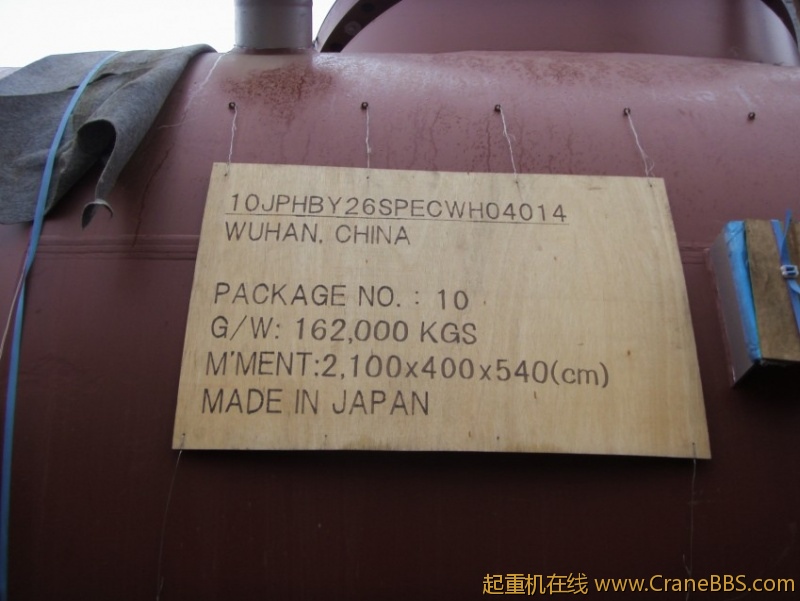 10JPHBY26SPECWH04014
WUHAN. CHINA
PACKAGE NO. : 10
G/W: 162,000 KGS
M'MENT:2,100x400x540(cm)
MADE IN JAPAN
起重机在线 www.CraneBBS.com